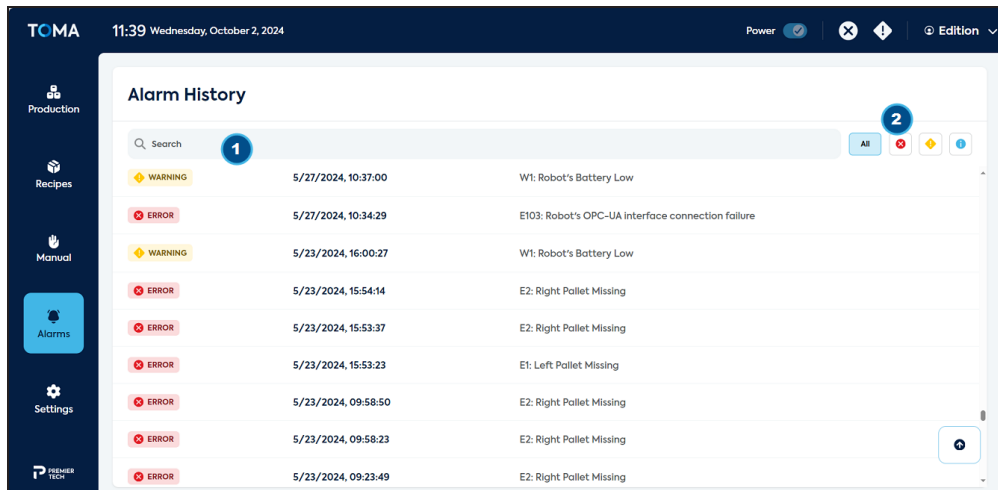 TOMA
11:39 Wednesday, October 2, 2024
Power
Edition
Production
Recipes
Manual
Alarms
Settings
PREMIER
TECH
Alarm History
Search
1
2
All
WARNING 5/27/2024, 10:37:00 W1: Robot's Battery Low
ERROR 5/27/2024, 10:34:29 E103: Robot's OPC-UA interface connection failure
WARNING 5/23/2024, 16:00:27 W1: Robot's Battery Low
ERROR 5/23/2024, 15:54:14 E2: Right Pallet Missing
ERROR 5/23/2024, 15:53:37 E2: Right Pallet Missing
ERROR 5/23/2024, 15:53:23 E1: Left Pallet Missing
ERROR 5/23/2024, 09:58:50 E2: Right Pallet Missing
ERROR 5/23/2024, 09:58:23 E2: Right Pallet Missing
ERROR 5/23/2024, 09:23:49 E2: Right Pallet Missing